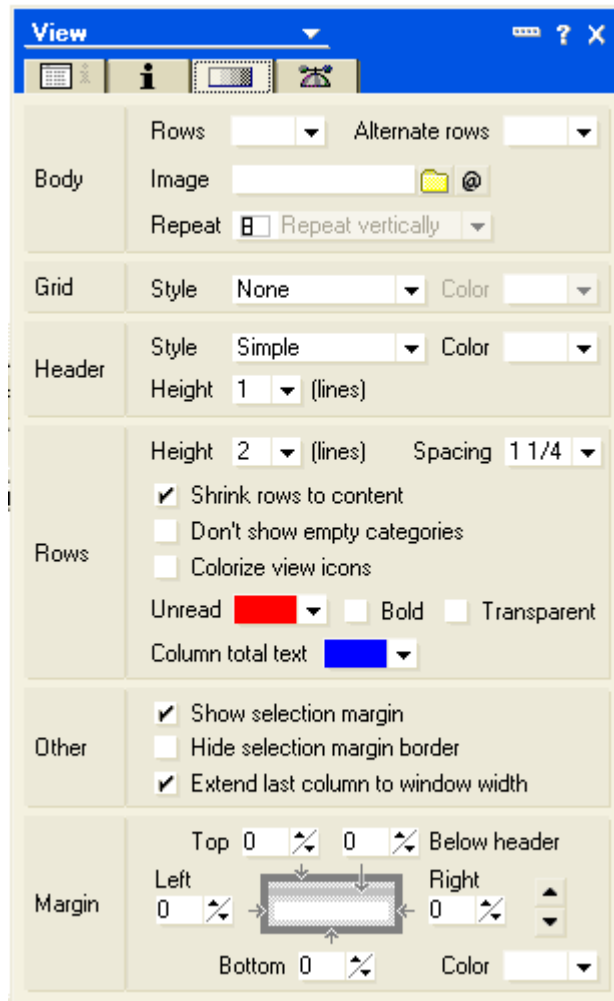 View ?
i i
Body Rows Alternate rows
Image @
Repeat Repeat vertically
Grid Style None Color
Header Style Simple Color
Height 1 (lines)
Rows Height 2 (lines) Spacing 1 1/4
Shrink rows to content
Don't show empty categories
Colorize view icons
Unread Bold Transparent
Column total text
Other Show selection margin
Hide selection margin border
Extend last column to window width
Margin Top 0 0 Below header
Left 0 Right 0
Bottom 0 Color